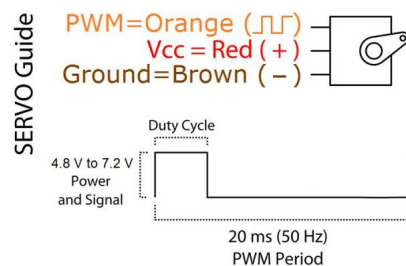 SERVO Guide
PWM=Orange (⎍⎍)
Vcc = Red ( + )
Ground=Brown ( − )
Duty Cycle
4.8 V to 7.2 V
Power
and Signal
20 ms (50 Hz)
PWM Period